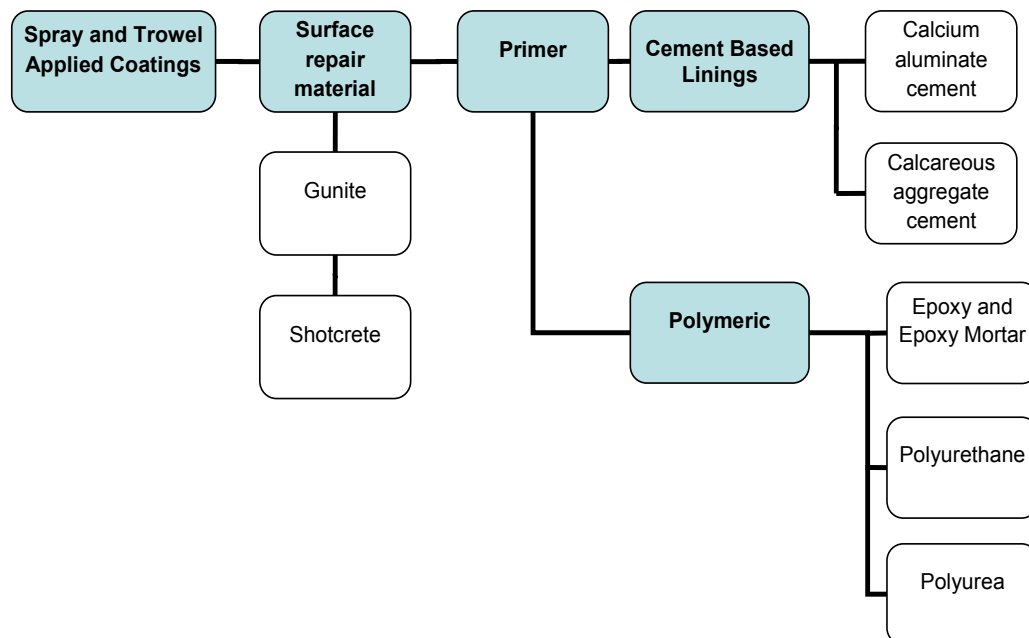 Spray and Trowel
Applied Coatings
Surface
repair
material
Primer
Cement Based
Linings
Calcium
aluminate
cement
Calcareous
aggregate
cement
Gunite
Shotcrete
Polymeric
Epoxy and
Epoxy Mortar
Polyurethane
Polyurea